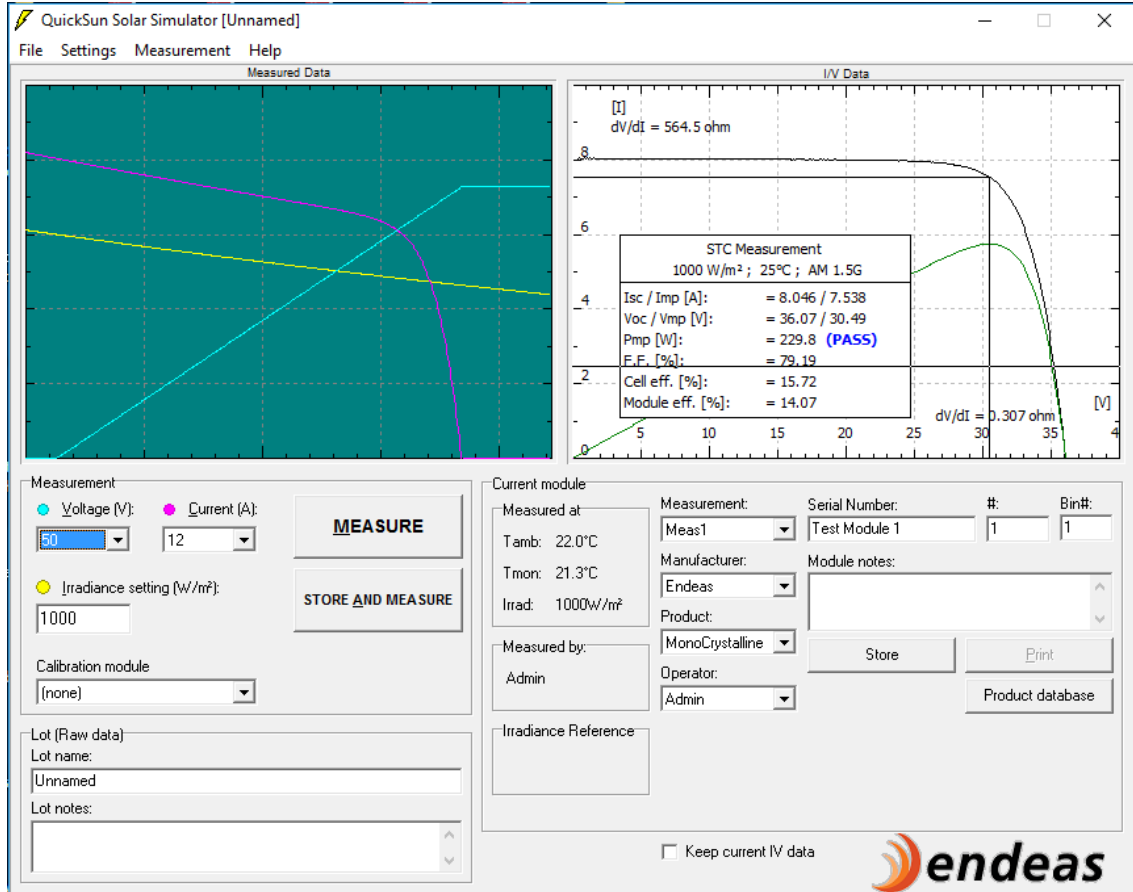 QuickSun Solar Simulator [Unnamed]
File Settings Measurement Help
Measured Data
I/V Data
[I]
dV/dI = 564.5 ohm
8
6
4
2
0
STC Measurement
1000 W/m² ; 25°C ; AM 1.5G
Isc / Imp [A]: = 8.046 / 7.538
Voc / Vmp [V]: = 36.07 / 30.49
Pmp [W]: = 229.8 (PASS)
F.F. [%]: = 79.19
Cell eff. [%]: = 15.72
Module eff. [%]: = 14.07
dV/dI = 0.307 ohm
[V]
5 10 15 20 25 30 35 4
Measurement
Voltage (V): Current (A):
50 12
MEASURE
Irradiance setting (W/m²):
1000
STORE AND MEASURE
Calibration module
(none)
Lot (Raw data)
Lot name:
Unnamed
Lot notes:
Current module
Measured at
Tamb: 22.0°C
Tmon: 21.3°C
Irrad: 1000W/m²
Measured by:
Admin
Irradiance Reference
Measurement:
Meas1
Manufacturer:
Endeas
Product:
MonoCrystalline
Operator:
Admin
Serial Number: #: Bin#:
Test Module 1 1 1
Module notes:
Store Print
Product database
Keep current IV data
endeas